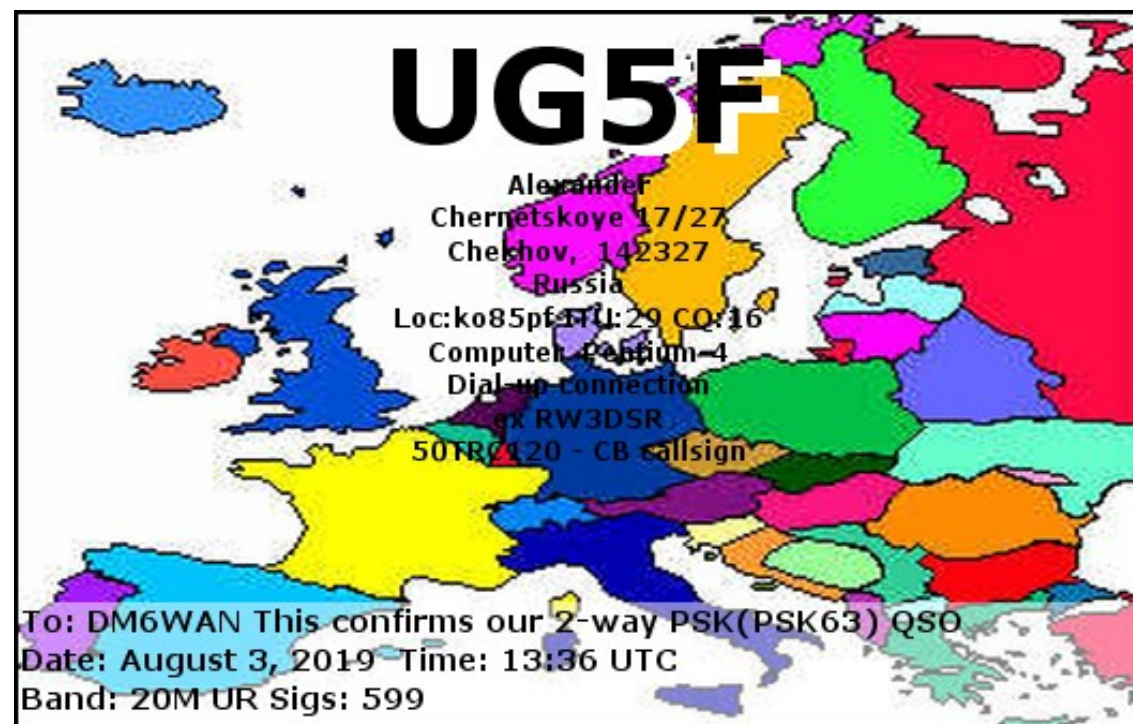 UG5F
Alexander
Chernetskoye 17/27
Chekhov, 142327
Russia
Loc:ko85pf ITU:29 CQ:16
Computer Pentium-4
Dial-up connection
ex RW3DSR
50TRC120 - CB callsign
To: DM6WAN This confirms our 2-way PSK(PSK63) QSO
Date: August 3, 2019 Time: 13:36 UTC
Band: 20M UR Sigs: 599